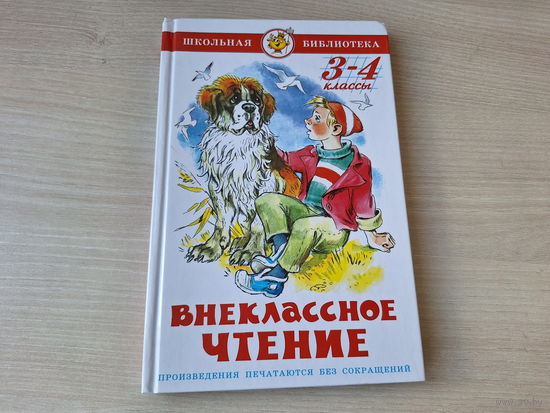 ШКОЛЬНАЯ БИБЛИОТЕКА
3-4
классы
ВНЕКЛАССНОЕ
ЧТЕНИЕ
ПРОИЗВЕДЕНИЯ ПЕЧАТАЮТСЯ БЕЗ СОКРАЩЕНИЙ